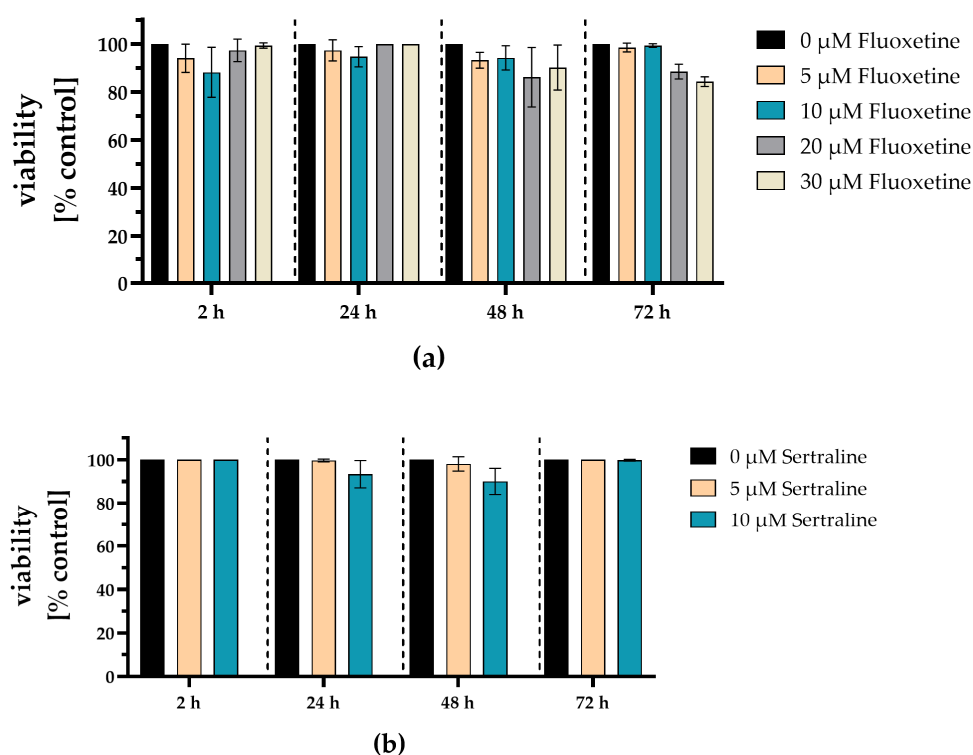 viability
[% control]
100
80
60
40
20
0
2 h
24 h
48 h
72 h
0 µM Fluoxetine
5 µM Fluoxetine
10 µM Fluoxetine
20 µM Fluoxetine
30 µM Fluoxetine
(a)
viability
[% control]
100
80
60
40
20
0
2 h
24 h
48 h
72 h
0 µM Sertraline
5 µM Sertraline
10 µM Sertraline
(b)